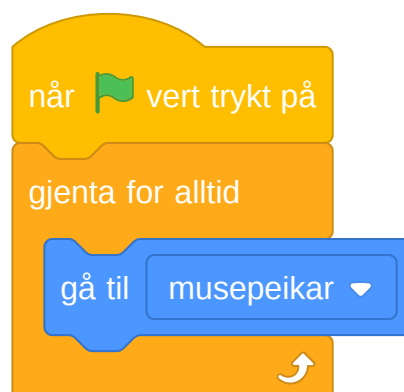 når vert trykt på
gjenta for alltid
gå til musepeikar